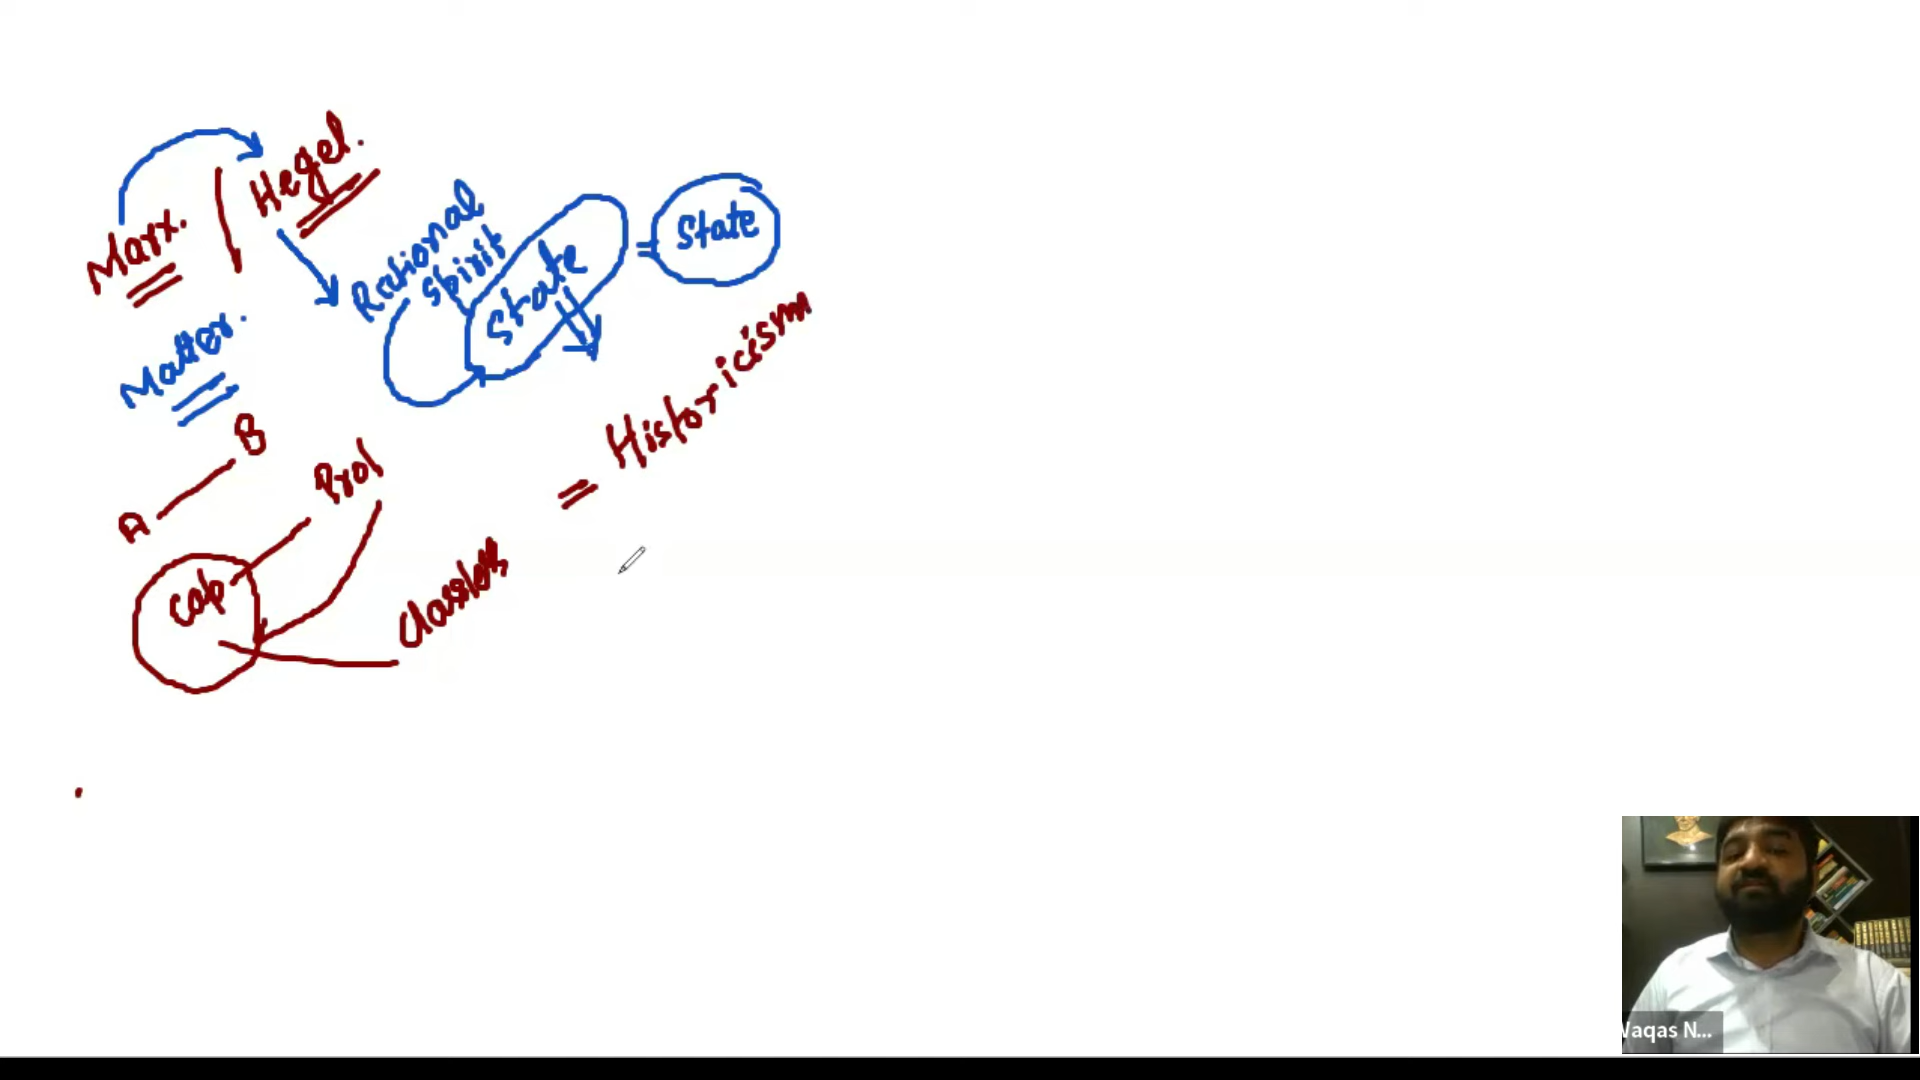 Hegel.
Marx.
Rational
Spirit
State
= State
Matter.
= Historicism
B
A
Prol
Cap
Classless
Waqas N...